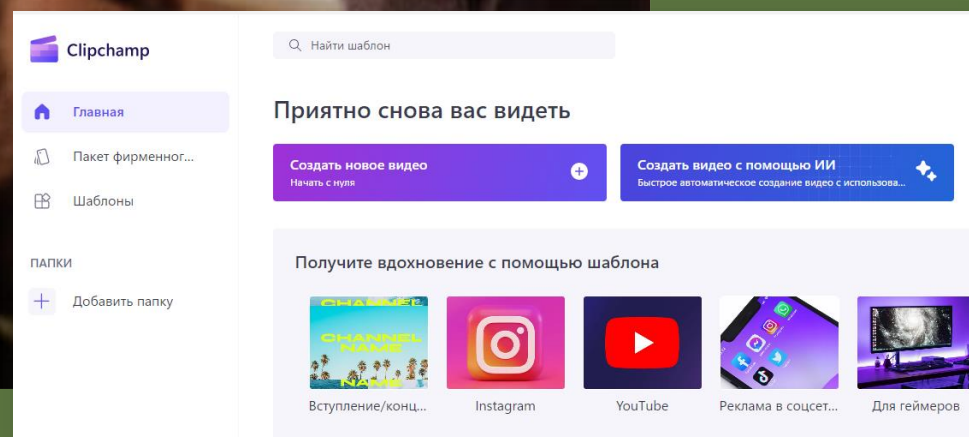 Clipchamp
Найти шаблон
Главная
Пакет фирменног...
Шаблоны
ПАПКИ
Добавить папку
Приятно снова вас видеть
Создать новое видео
Начать с нуля
Создать видео с помощью ИИ
Быстрое автоматическое создание видео с использова...
Получите вдохновение с помощью шаблона
CHANNEL
CHANNEL
NAME
NAME
Вступление/конц...
Instagram
YouTube
Реклама в соцсет...
Для геймеров